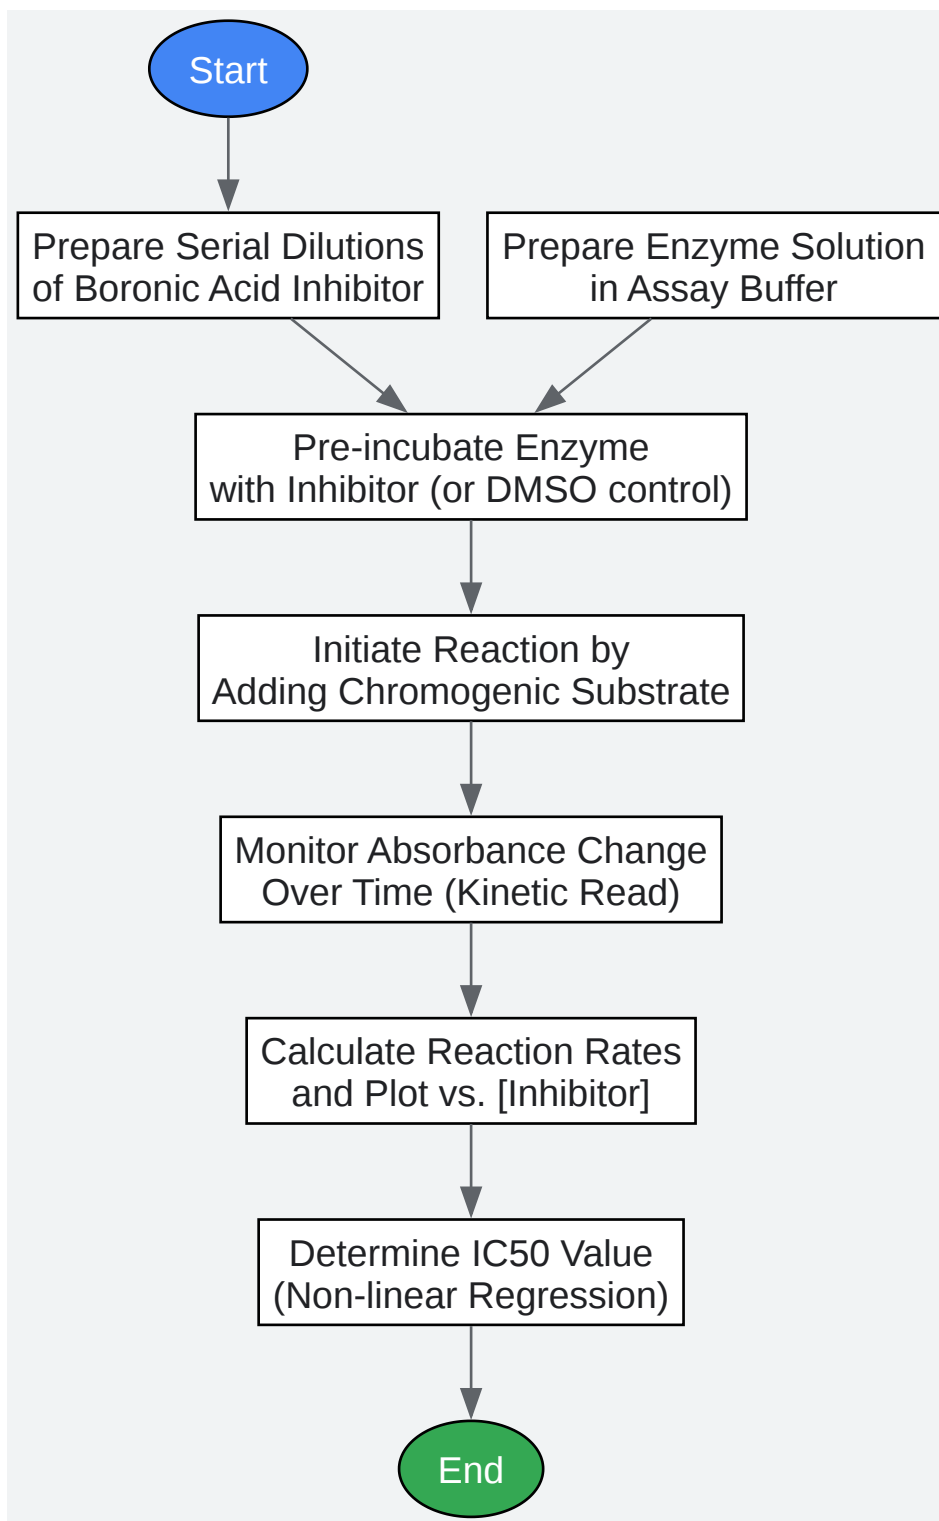 Start
Prepare Serial Dilutions
of Boronic Acid Inhibitor
Prepare Enzyme Solution
in Assay Buffer
Pre-incubate Enzyme
with Inhibitor (or DMSO control)
Initiate Reaction by
Adding Chromogenic Substrate
Monitor Absorbance Change
Over Time (Kinetic Read)
Calculate Reaction Rates
and Plot vs. [Inhibitor]
Determine IC50 Value
(Non-linear Regression)
End